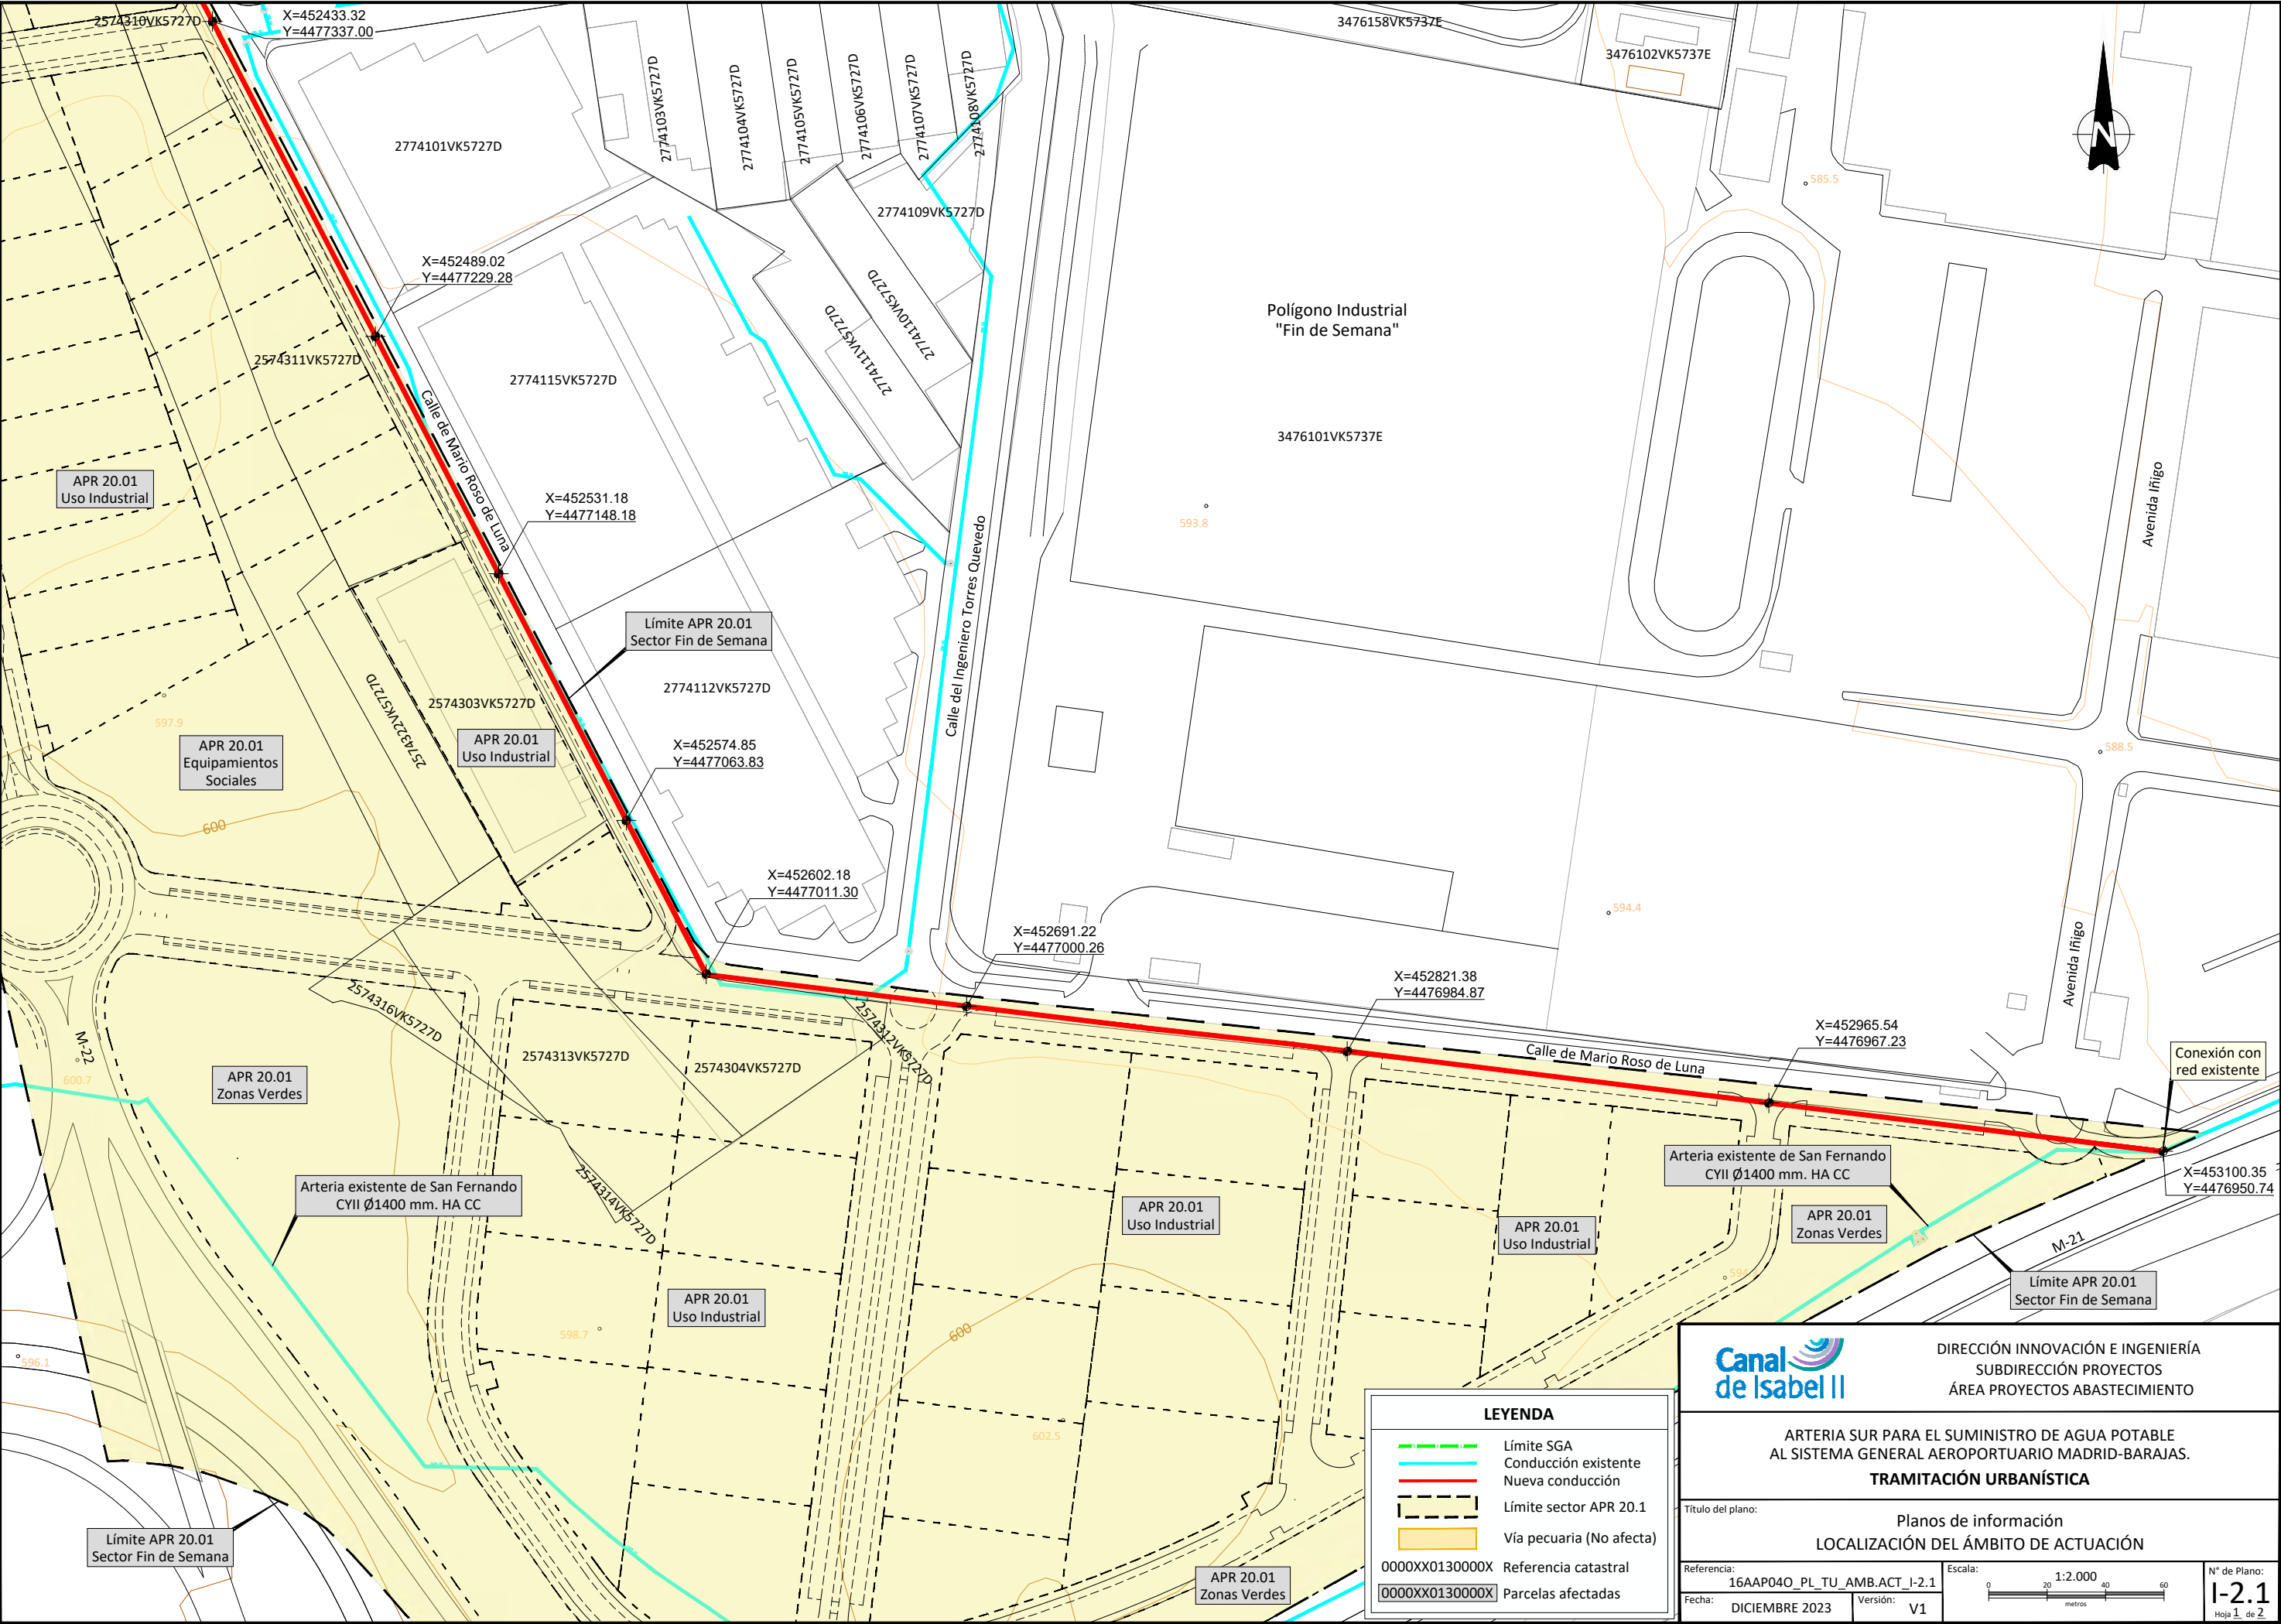 2574310VK5727D
X=452433.32
Y=4477337.00
3476158VK5737E
3476102VK5737E
2774103VK5727D
2774104VK5727D
2774105VK5727D
2774106VK5727D
2774107VK5727D
2774108VK5727D
2774101VK5727D
N
585.5
2774109VK5727D
X=452489.02
Y=4477229.28
2774110VK5727D
2774111VK5727D
Polígono Industrial
"Fin de Semana"
2574311VK5727D
2774115VK5727D
Calle de Mario Roso de Luna
3476101VK5737E
APR 20.01
Uso Industrial
X=452531.18
Y=4477148.18
593.8
Avenida Iñigo
Calle del Ingeniero Torres Quevedo
Límite APR 20.01
Sector Fin de Semana
2574322VK5727D
2574303VK5727D
2774112VK5727D
597.9
APR 20.01
Equipamientos
Sociales
APR 20.01
Uso Industrial
X=452574.85
Y=4477063.83
588.5
600
X=452602.18
Y=4477011.30
594.4
X=452691.22
Y=4477000.26
Avenida Iñigo
X=452821.38
Y=4476984.87
2574316VK5727D
2574312VK5727D
X=452965.54
Y=4476967.23
M-22
2574313VK5727D
2574304VK5727D
Calle de Mario Roso de Luna
Conexión con
red existente
600.7
APR 20.01
Zonas Verdes
Arteria existente de San Fernando
CYII Ø1400 mm. HA CC
X=453100.35
Y=4476950.74
Arteria existente de San Fernando
CYII Ø1400 mm. HA CC
2574314VK5727D
APR 20.01
Uso Industrial
APR 20.01
Uso Industrial
APR 20.01
Zonas Verdes
M-21
Límite APR 20.01
Sector Fin de Semana
APR 20.01
Uso Industrial
598.7
600
596.1
602.5
Límite APR 20.01
Sector Fin de Semana
APR 20.01
Zonas Verdes
LEYENDA
Límite SGA
Conducción existente
Nueva conducción
Límite sector APR 20.1
Vía pecuaria (No afecta)
0000XX0130000X Referencia catastral
0000XX0130000X Parcelas afectadas
Canal
de Isabel II
DIRECCIÓN INNOVACIÓN E INGENIERÍA
SUBDIRECCIÓN PROYECTOS
ÁREA PROYECTOS ABASTECIMIENTO
ARTERIA SUR PARA EL SUMINISTRO DE AGUA POTABLE
AL SISTEMA GENERAL AEROPORTUARIO MADRID-BARAJAS.
TRAMITACIÓN URBANÍSTICA
Título del plano:
Planos de información
LOCALIZACIÓN DEL ÁMBITO DE ACTUACIÓN
Referencia:
16AAP04O_PL_TU_AMB.ACT_I-2.1
Escala:
1:2.000
0 20 40 60
metros
N° de Plano:
I-2.1
Hoja 1 de 2
Fecha:
DICIEMBRE 2023
Versión:
V1